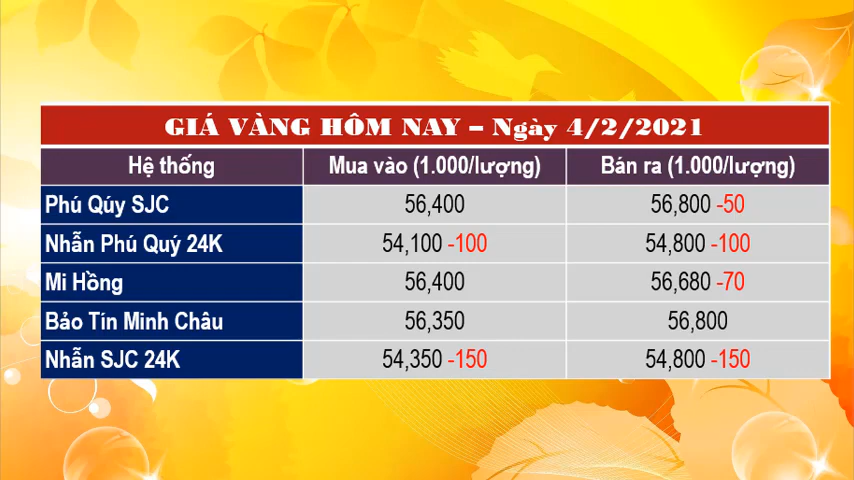 GIÁ VÀNG HÔM NAY – Ngày 4/2/2021
Hệ thống Mua vào (1.000/lượng) Bán ra (1.000/lượng)
Phú Qúy SJC 56,400 56,800 -50
Nhẫn Phú Quý 24K 54,100 -100 54,800 -100
Mi Hồng 56,400 56,680 -70
Bảo Tín Minh Châu 56,350 56,800
Nhẫn SJC 24K 54,350 -150 54,800 -150